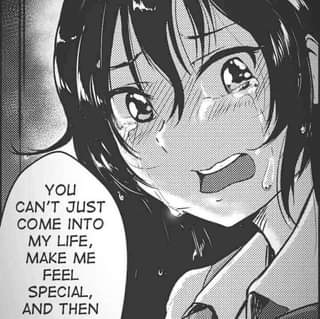 YOU
CAN'T JUST
COME INTO
MY LIFE,
MAKE ME
FEEL
SPECIAL,
AND THEN